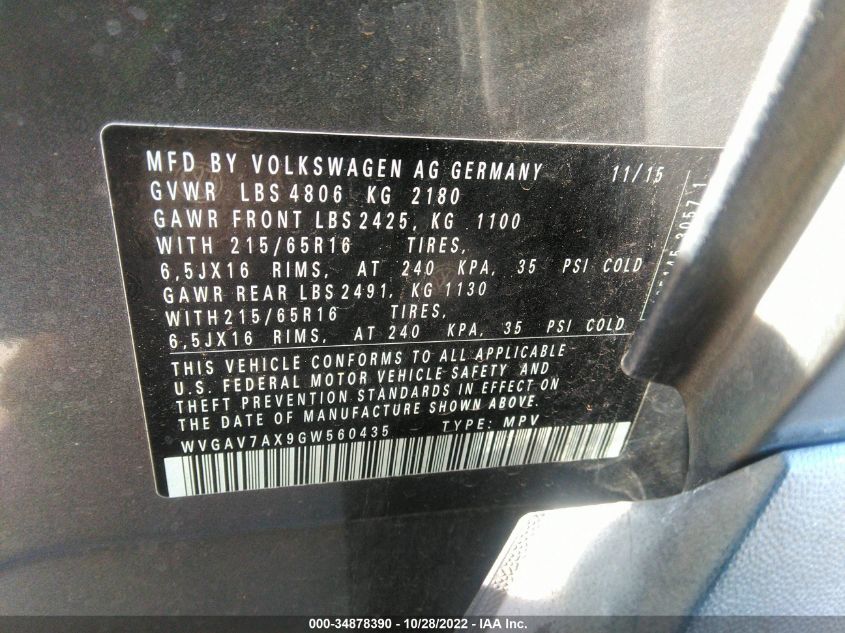 MFD BY VOLKSWAGEN AG GERMANY 11/15
GVWR LBS 4806 KG 2180
GAWR FRONT LBS 2425, KG 1100
WITH 215/65R16 TIRES,
6,5JX16 RIMS, AT 240 KPA, 35 PSI COLD
GAWR REAR LBS 2491, KG 1130
WITH215/65R16 TIRES,
6,5JX16 RIMS, AT 240 KPA, 35 PSI COLD
THIS VEHICLE CONFORMS TO ALL APPLICABLE
U.S. FEDERAL MOTOR VEHICLE SAFETY AND
THEFT PREVENTION STANDARDS IN EFFECT ON
THE DATE OF MANUFACTURE SHOWN ABOVE.
WVGAV7AX9GW560435 TYPE: MPV
000-34878390 - 10/28/2022 - IAA Inc.